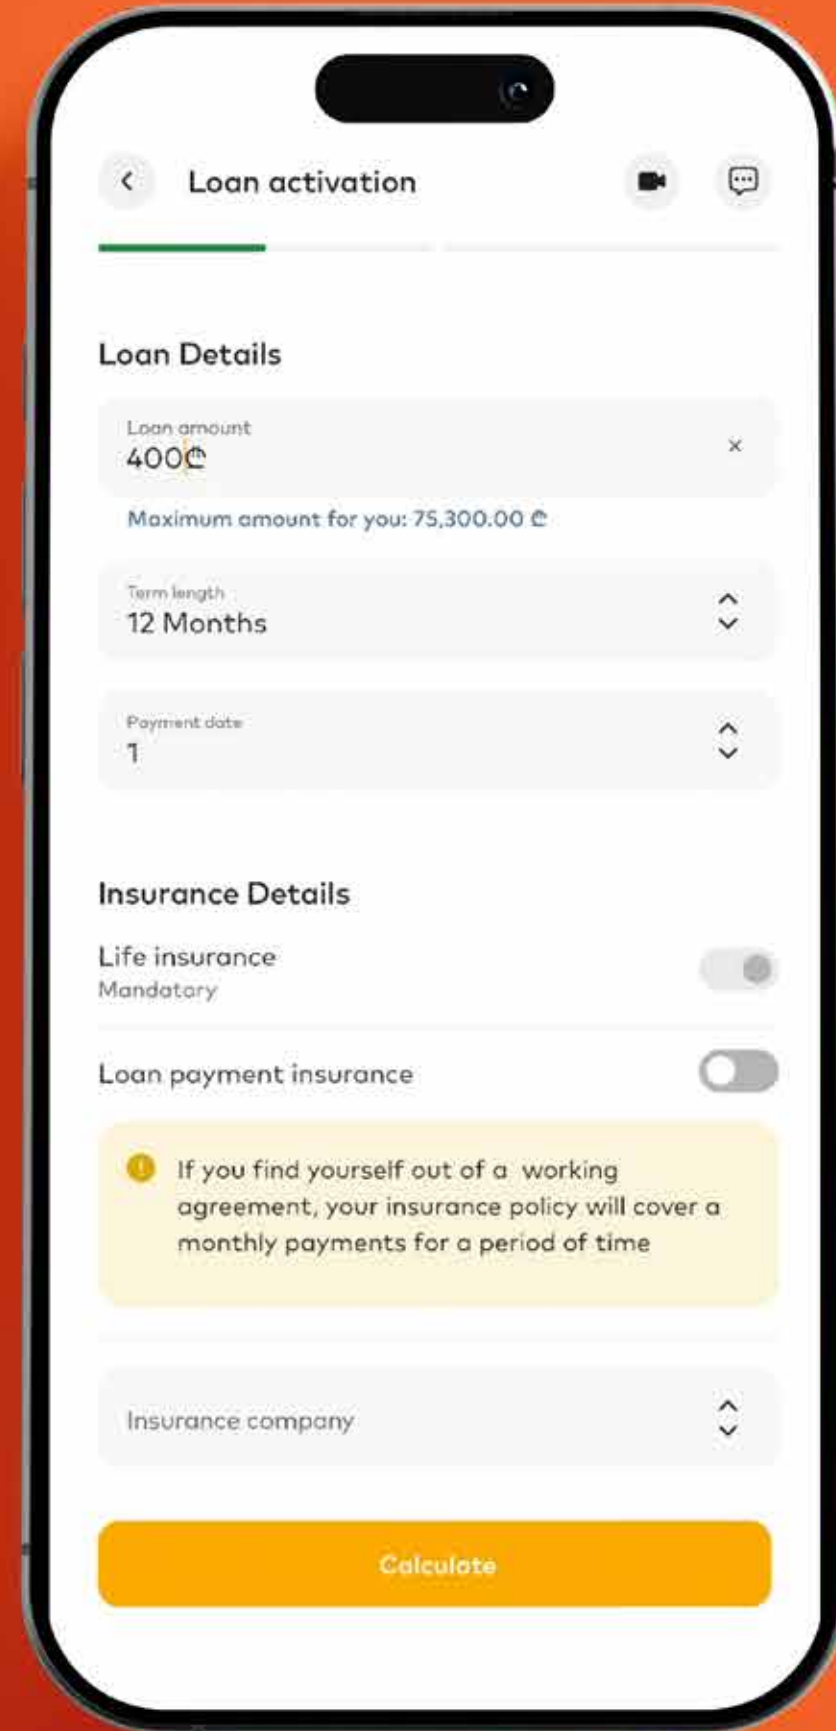 Loan activation
Loan Details
Loan amount
400₾
Maximum amount for you: 75,300.00 ₾
Term length
12 Months
Payment date
1
Insurance Details
Life insurance
Mandatory
Loan payment insurance
If you find yourself out of a working
agreement, your insurance policy will cover a
monthly payments for a period of time
Insurance company
Calculate